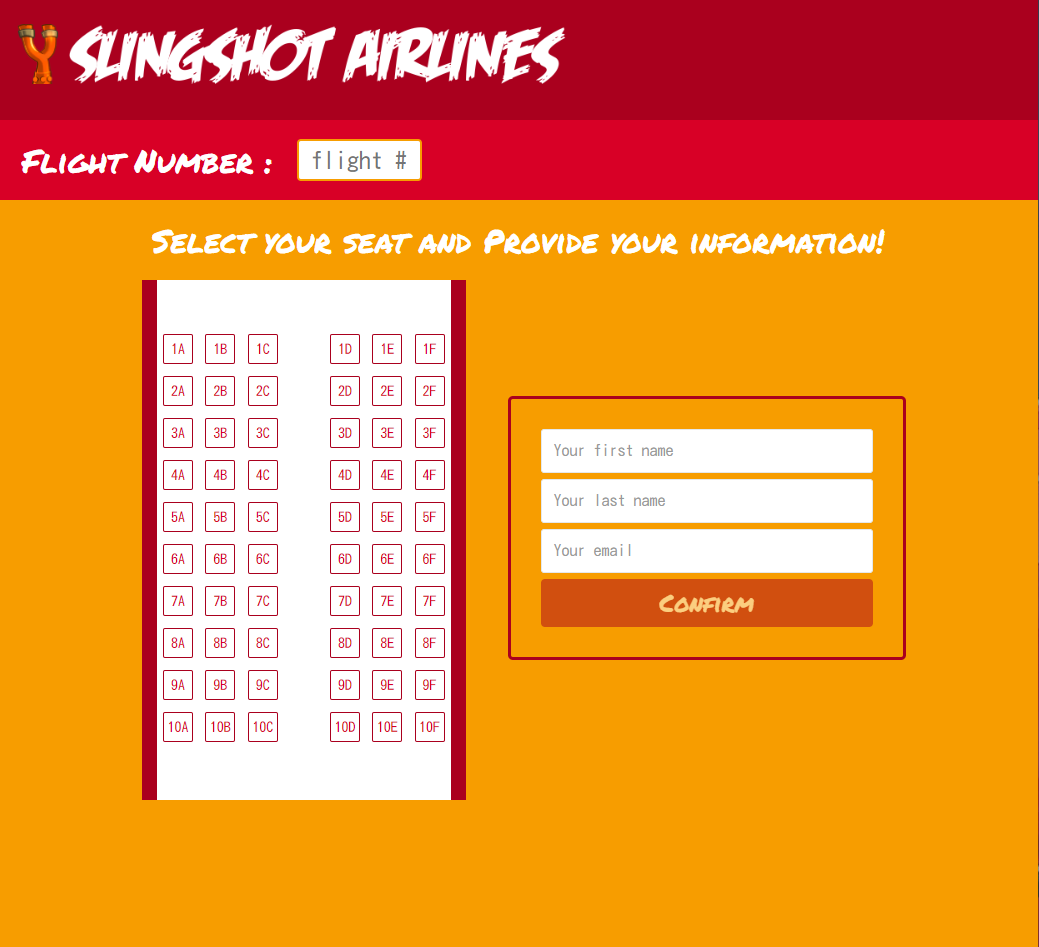 SLINGSHOT AIRLINES
Flight Number :
flight #
Select your seat and Provide your information!
1A 1B 1C 1D 1E 1F
2A 2B 2C 2D 2E 2F
3A 3B 3C 3D 3E 3F
4A 4B 4C 4D 4E 4F
5A 5B 5C 5D 5E 5F
6A 6B 6C 6D 6E 6F
7A 7B 7C 7D 7E 7F
8A 8B 8C 8D 8E 8F
9A 9B 9C 9D 9E 9F
10A 10B 10C 10D 10E 10F
Your first name
Your last name
Your email
Confirm